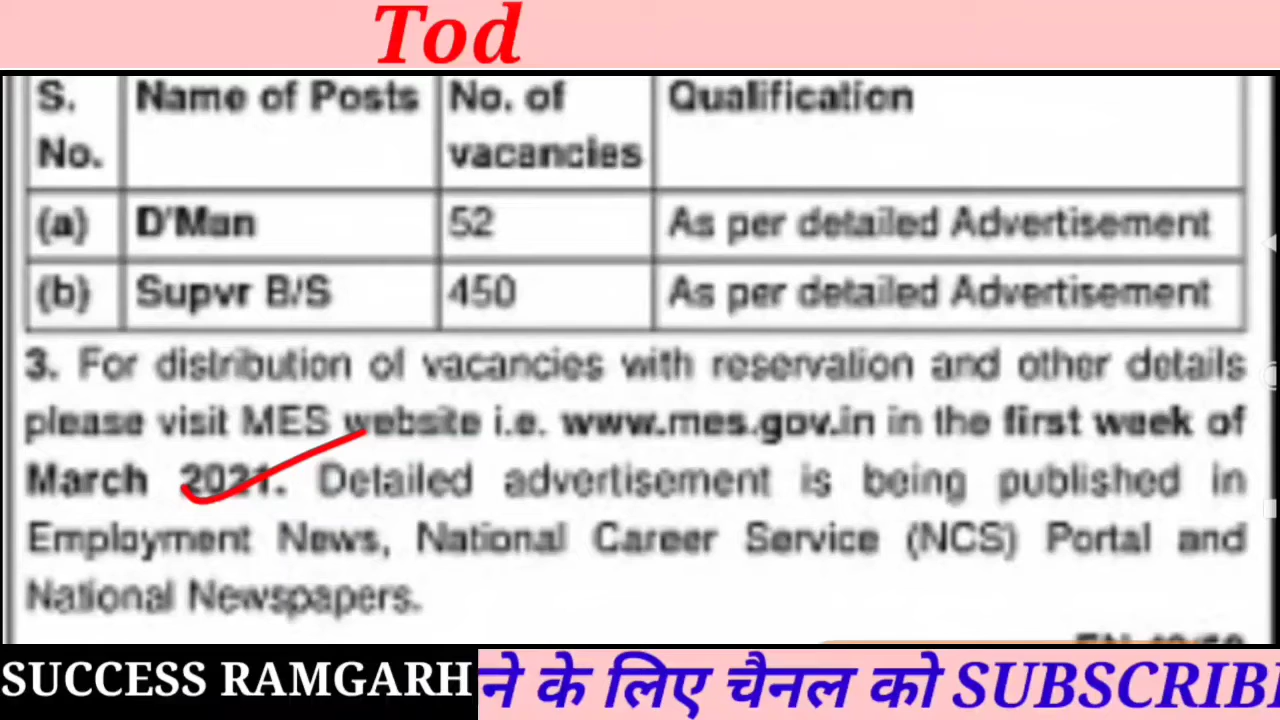 Tod
S. No. Name of Posts No. of vacancies Qualification
(a) D'Man 52 As per detailed Advertisement
(b) Supvr B/S 450 As per detailed Advertisement
3. For distribution of vacancies with reservation and other details
please visit MES website i.e. www.mes.gov.in in the first week of
March 2021. Detailed advertisement is being published in
Employment News, National Career Service (NCS) Portal and
National Newspapers.
SUCCESS RAMGARH ने के लिए चैनल को SUBSCRIBE